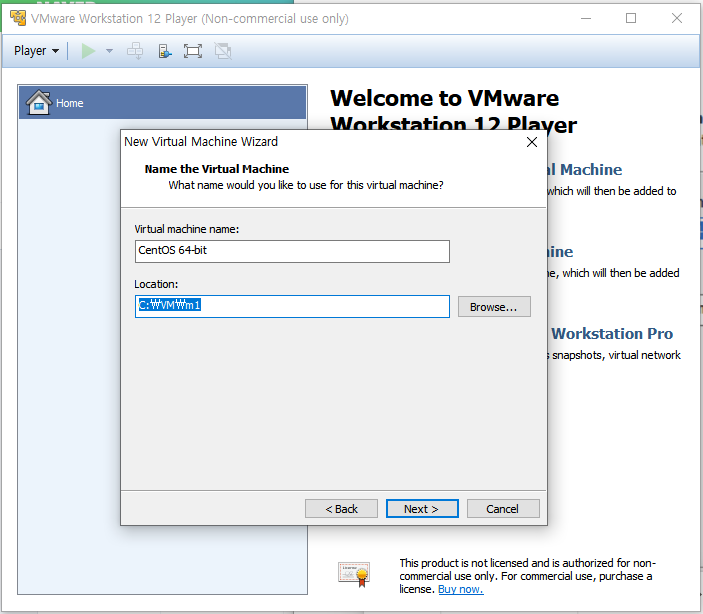 VMware Workstation 12 Player (Non-commercial use only)
Player
Home
Welcome to VMware
Workstation 12 Player
New Virtual Machine Wizard
Name the Virtual Machine
What name would you like to use for this virtual machine?
Virtual machine name:
CentOS 64-bit
Location:
C:₩VM₩m1
Browse...
< Back
Next >
Cancel
Machine
which will then be added to
ne, which will then be added
Workstation Pro
snapshots, virtual network
This product is not licensed and is authorized for non-
commercial use only. For commercial use, purchase a
license. Buy now.